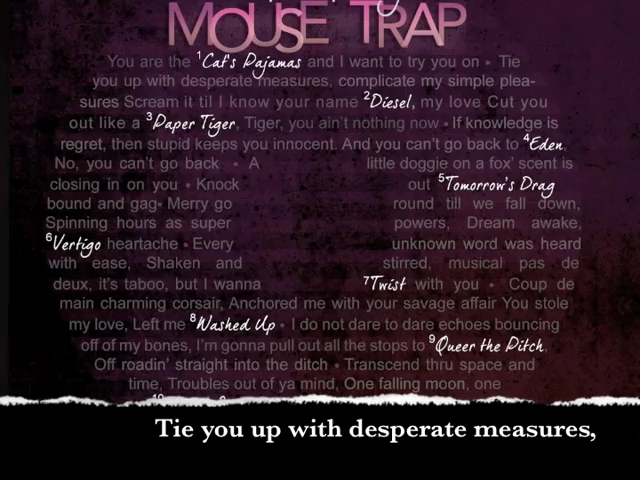 MOUSE TRAP
You are the ¹Cat's Pajamas and I want to try you on • Tie
you up with desperate measures, complicate my simple plea-
sures Scream it til I know your name ²Diesel, my love Cut you
out like a ³Paper Tiger, Tiger, you ain't nothing now • If knowledge is
regret, then stupid keeps you innocent. And you can't go back to ⁴Eden.
No, you can't go back • A little doggie on a fox' scent is
closing in on you • Knock out ⁵Tomorrow's Drag
bound and gag• Merry go round till we fall down,
Spinning hours as super powers, Dream awake,
⁶Vertigo heartache • Every unknown word was heard
with ease, Shaken and stirred, musical pas de
deux, it's taboo, but I wanna ⁷Twist with you • Coup de
main charming corsair, Anchored me with your savage affair You stole
my love, Left me ⁸Washed Up • I do not dare to dare echoes bouncing
off of my bones, I'm gonna pull out all the stops to ⁹Queer the Pitch.
Off roadin' straight into the ditch • Transcend thru space and
time, Troubles out of ya mind, One falling moon, one
Tie you up with desperate measures,